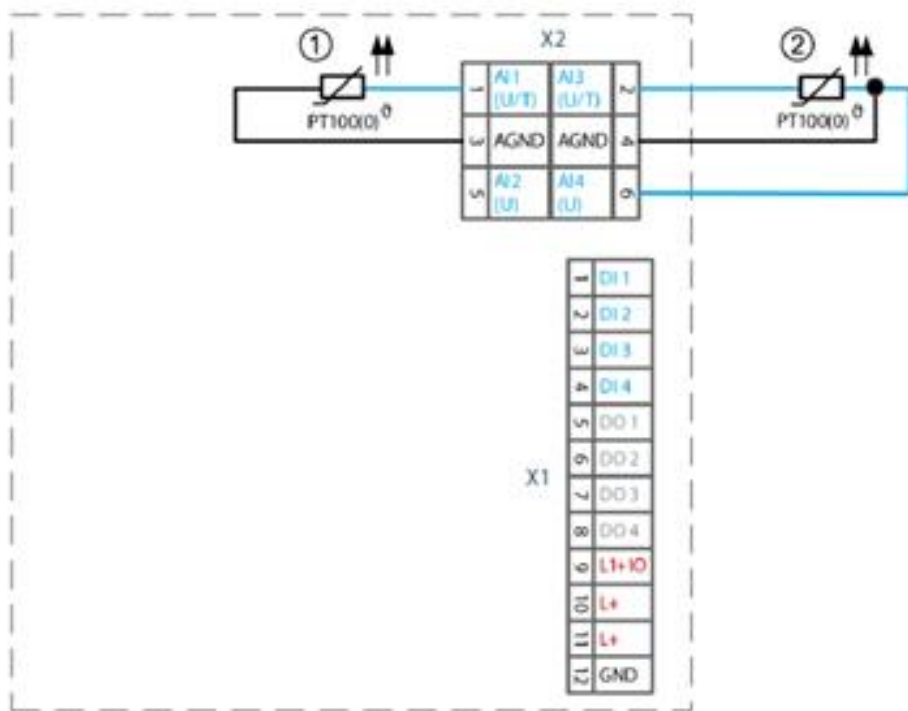 X2
① ②
1 AI1 (U/T) AI3 (U/T) 2
PT100(0) ϑ PT100(0) ϑ
3 AGND AGND 4
5 AI2 (U) AI4 (U) 6
X1
1 DI 1
2 DI 2
3 DI 3
4 DI 4
5 DO 1
6 DO 2
7 DO 3
8 DO 4
9 L1+IO
10 L+
11 L+
12 GND